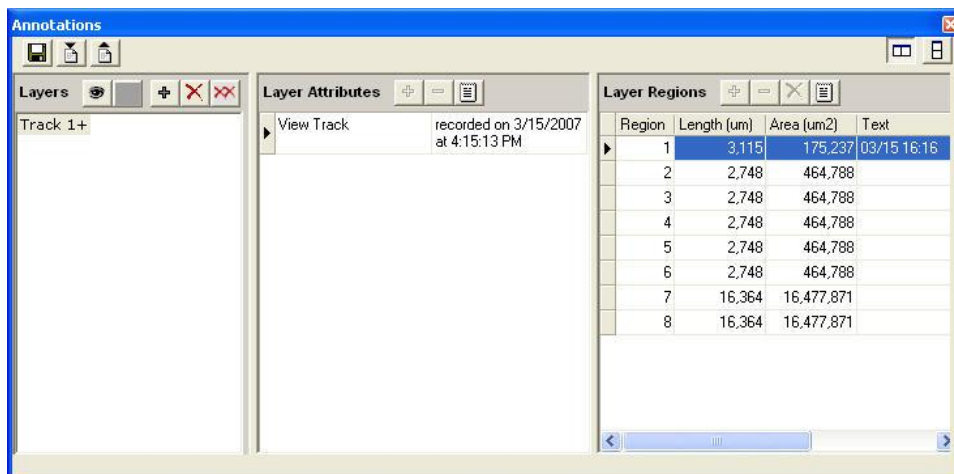 Annotations
Layers
Layer Attributes
Layer Regions
Track 1+
View Track recorded on 3/15/2007
at 4:15:13 PM
Region Length (um) Area (um2) Text
1 3,115 175,237 03/15 16:16
2 2,748 464,788
3 2,748 464,788
4 2,748 464,788
5 2,748 464,788
6 2,748 464,788
7 16,364 16,477,871
8 16,364 16,477,871